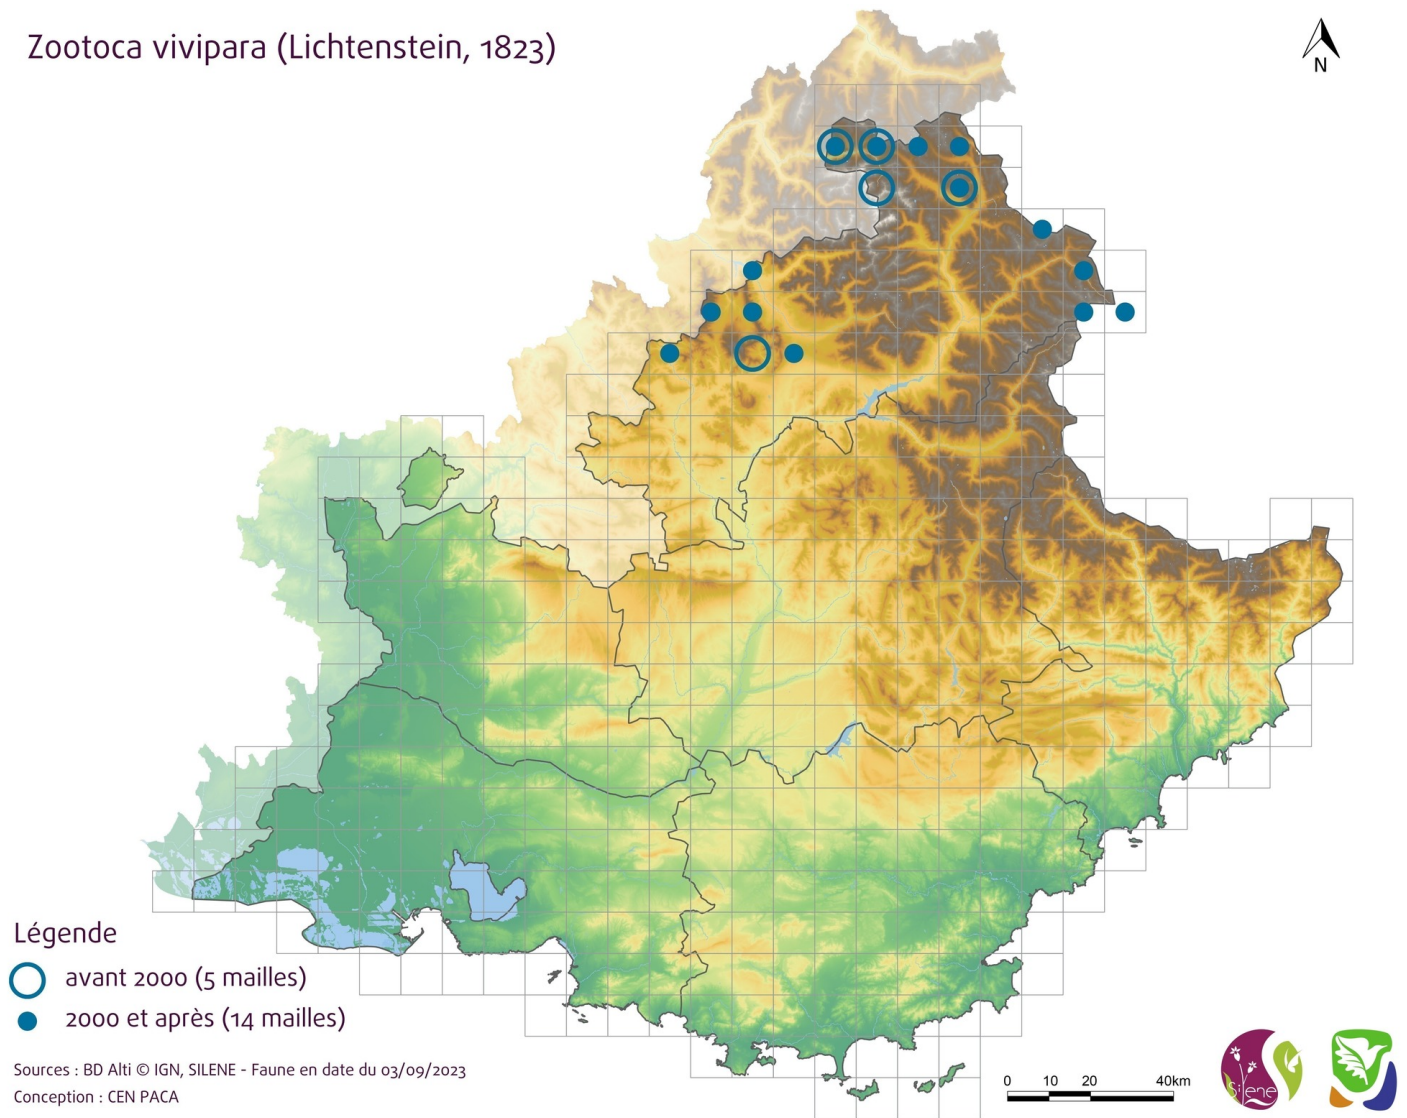 Zootoca vivipara (Lichtenstein, 1823)
N
Légende
avant 2000 (5 mailles)
2000 et après (14 mailles)
Sources : BD Alti © IGN, SILENE - Faune en date du 03/09/2023
Conception : CEN PACA
0 10 20 40km
Silene